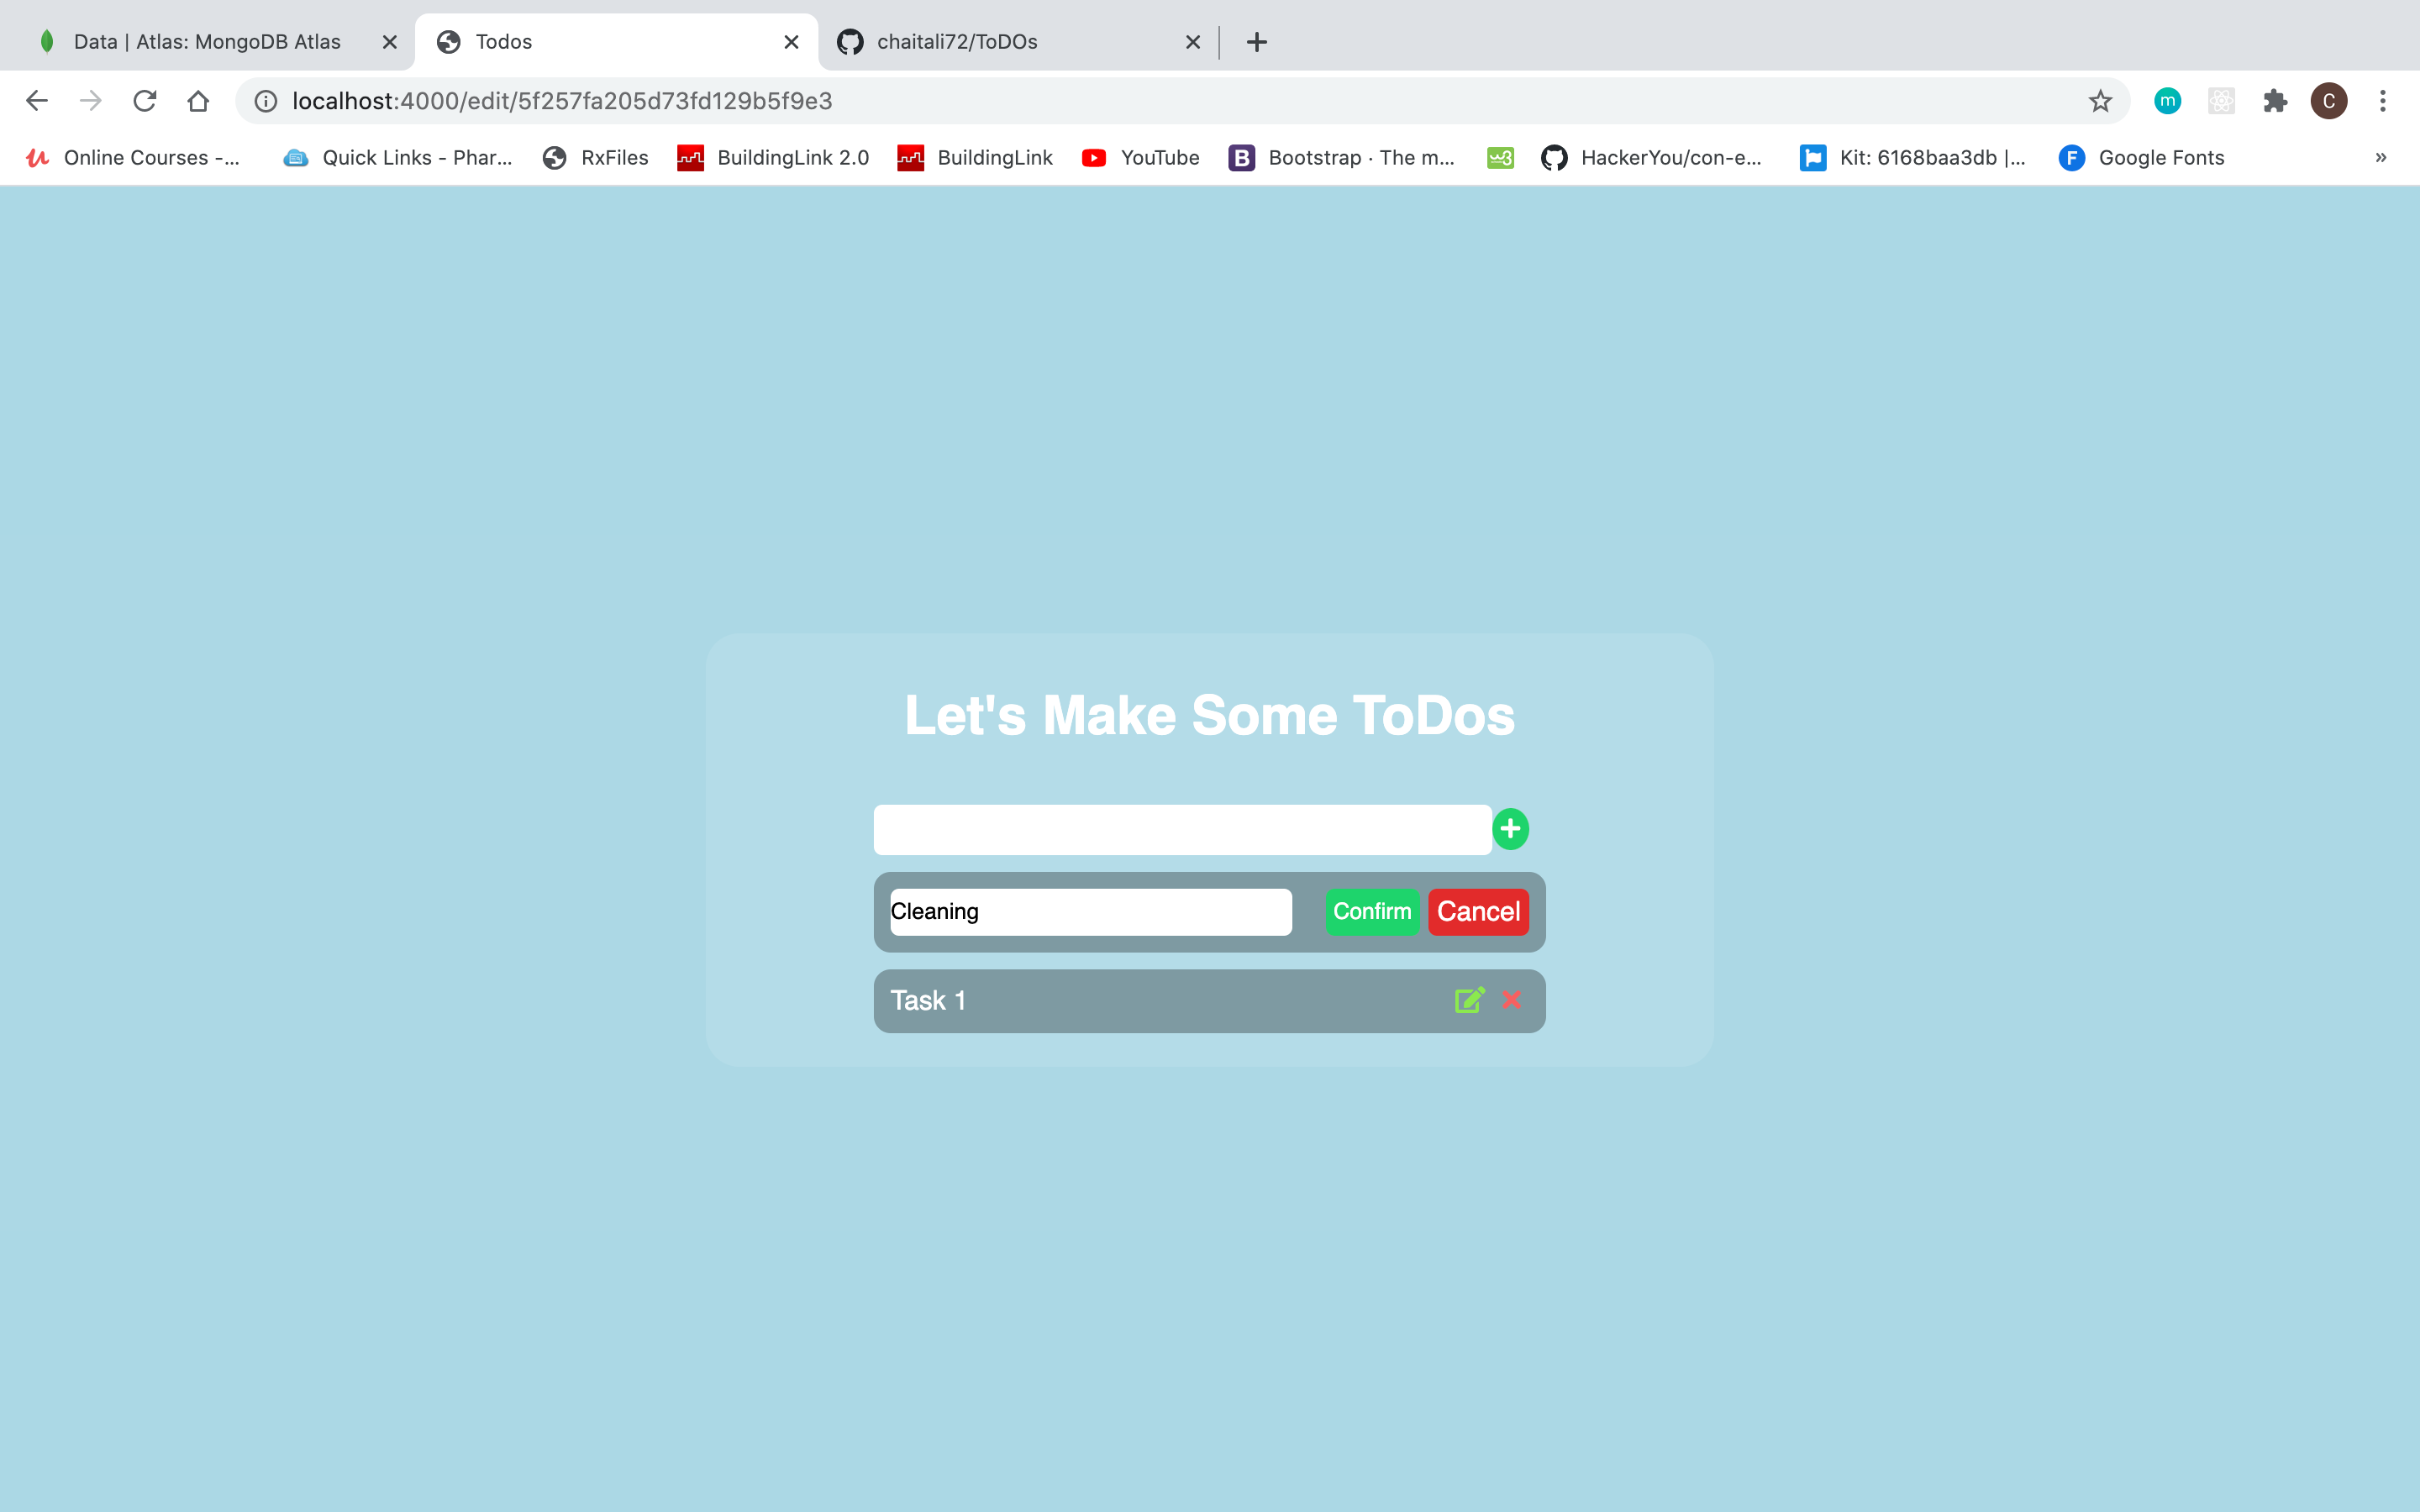 Data | Atlas: MongoDB Atlas
Todos
chaitali72/ToDOs
localhost:4000/edit/5f257fa205d73fd129b5f9e3
m
C
Online Courses -...
Quick Links - Phar...
RxFiles
BuildingLink 2.0
BuildingLink
YouTube
B
Bootstrap · The m...
w3
HackerYou/con-e...
Kit: 6168baa3db |...
F
Google Fonts
»
Let's Make Some ToDos
Cleaning
Confirm
Cancel
Task 1